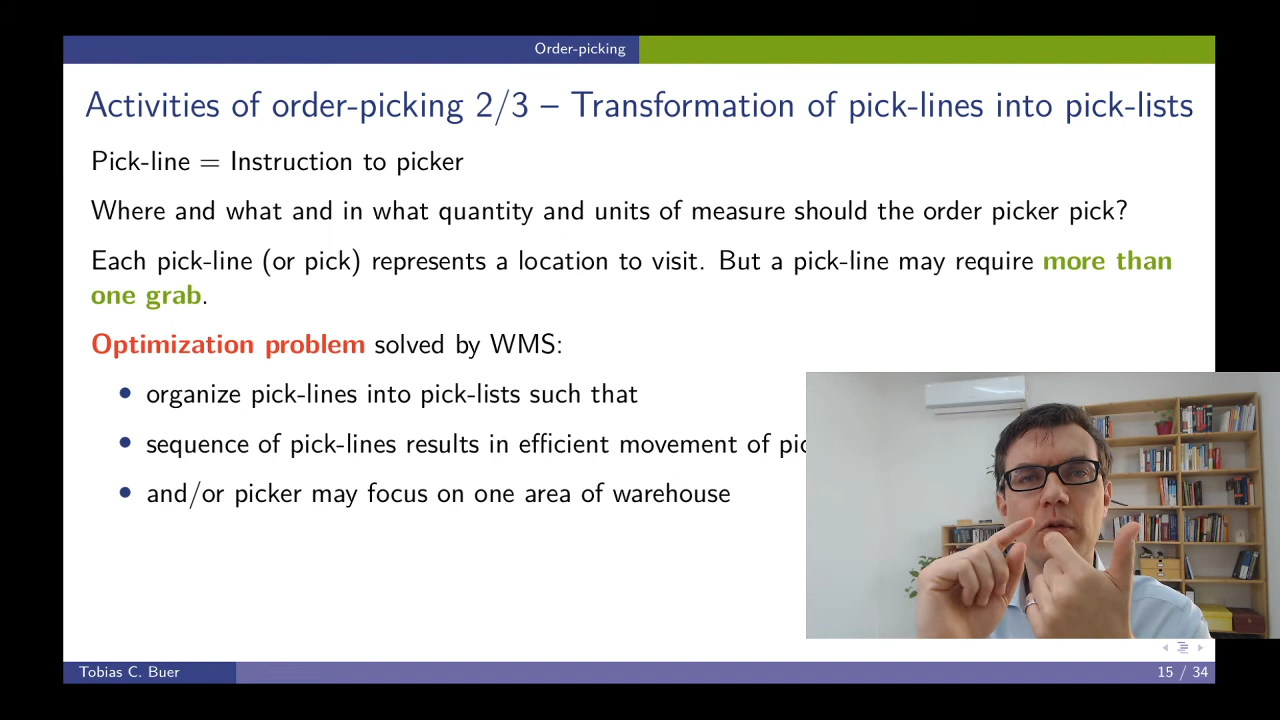 Order-picking
Activities of order-picking 2/3 – Transformation of pick-lines into pick-lists
Pick-line = Instruction to picker
Where and what and in what quantity and units of measure should the order picker pick?
Each pick-line (or pick) represents a location to visit. But a pick-line may require more than
one grab.
Optimization problem solved by WMS:
• organize pick-lines into pick-lists such that
• sequence of pick-lines results in efficient movement of
• and/or picker may focus on one area of warehouse
Tobias C. Buer
15 / 34